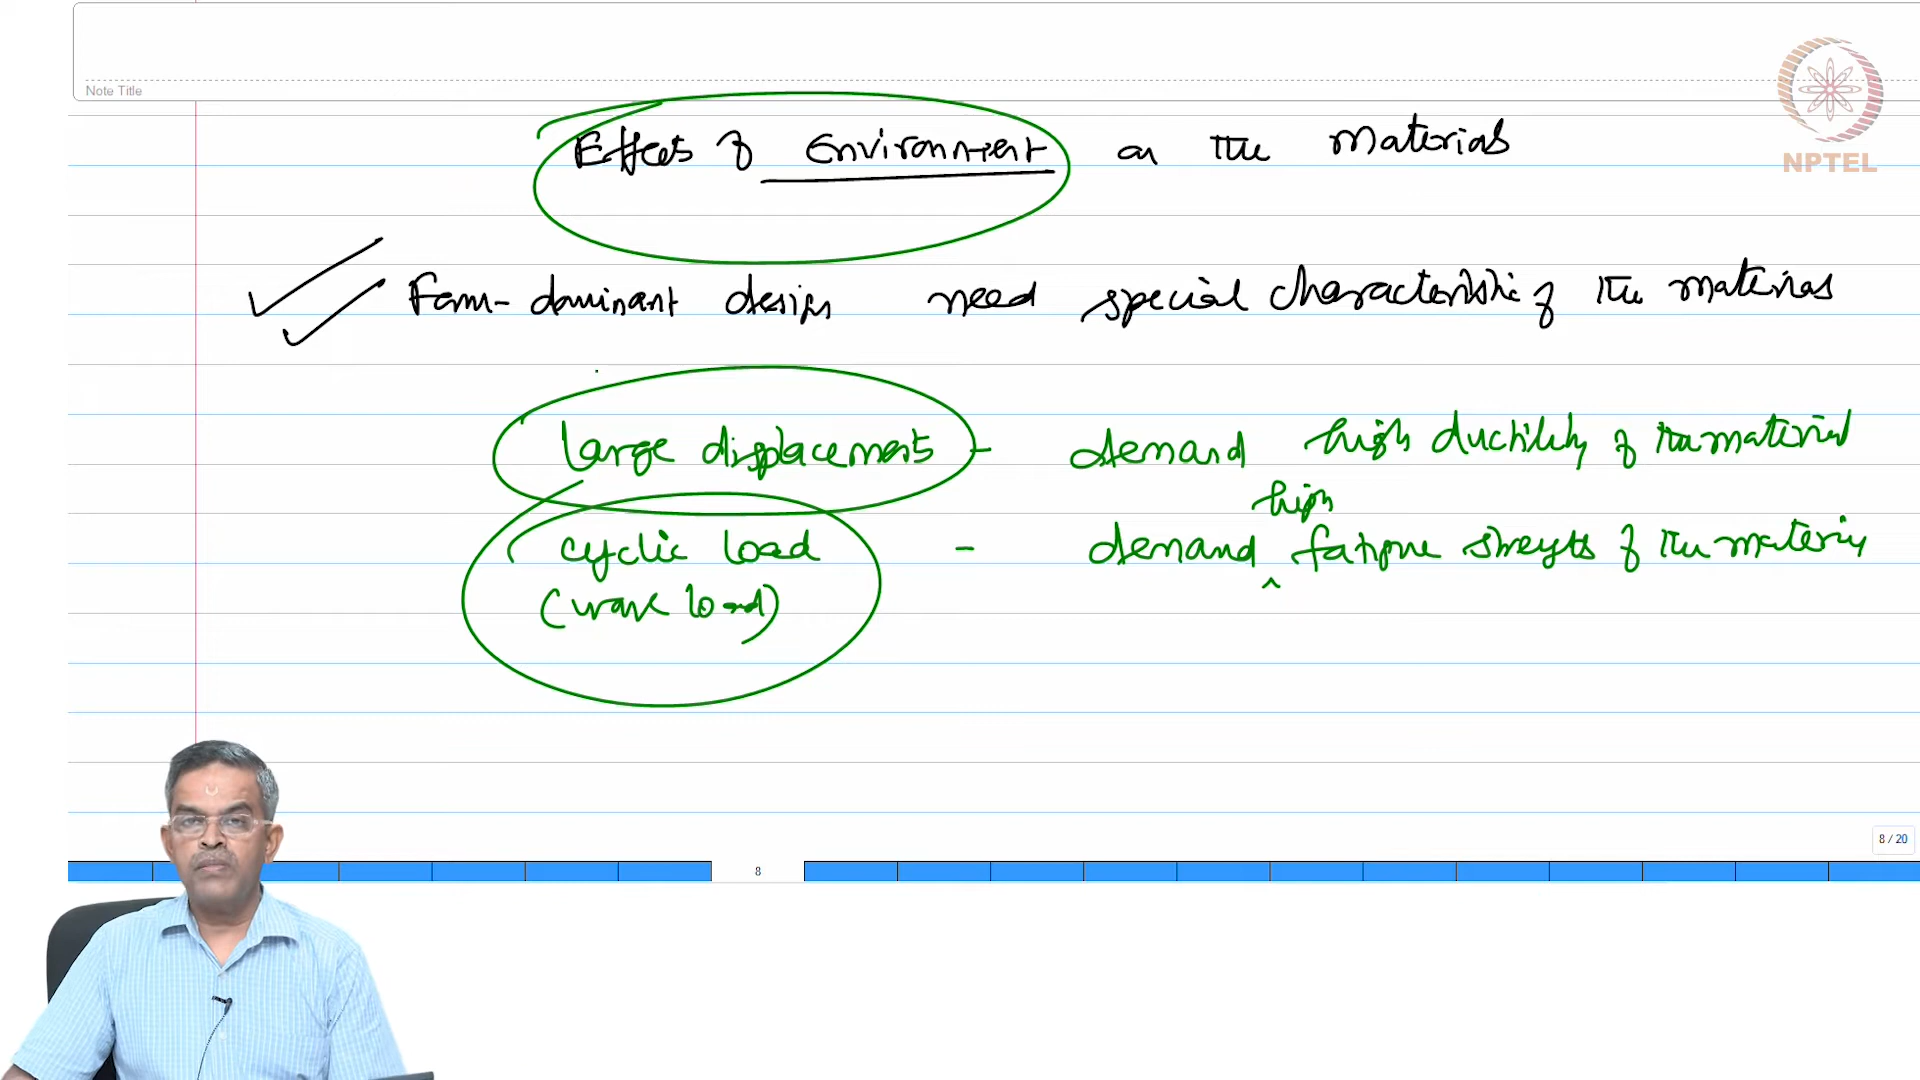 Note Title
NPTEL
Effects of Environment on the Materials
Form-dominant design need special characteristic of the materials
large displacements - demand high ductility of the material
high
cyclic load - demand ^ fatigue strength of the material
(wave load)
8 / 20
8